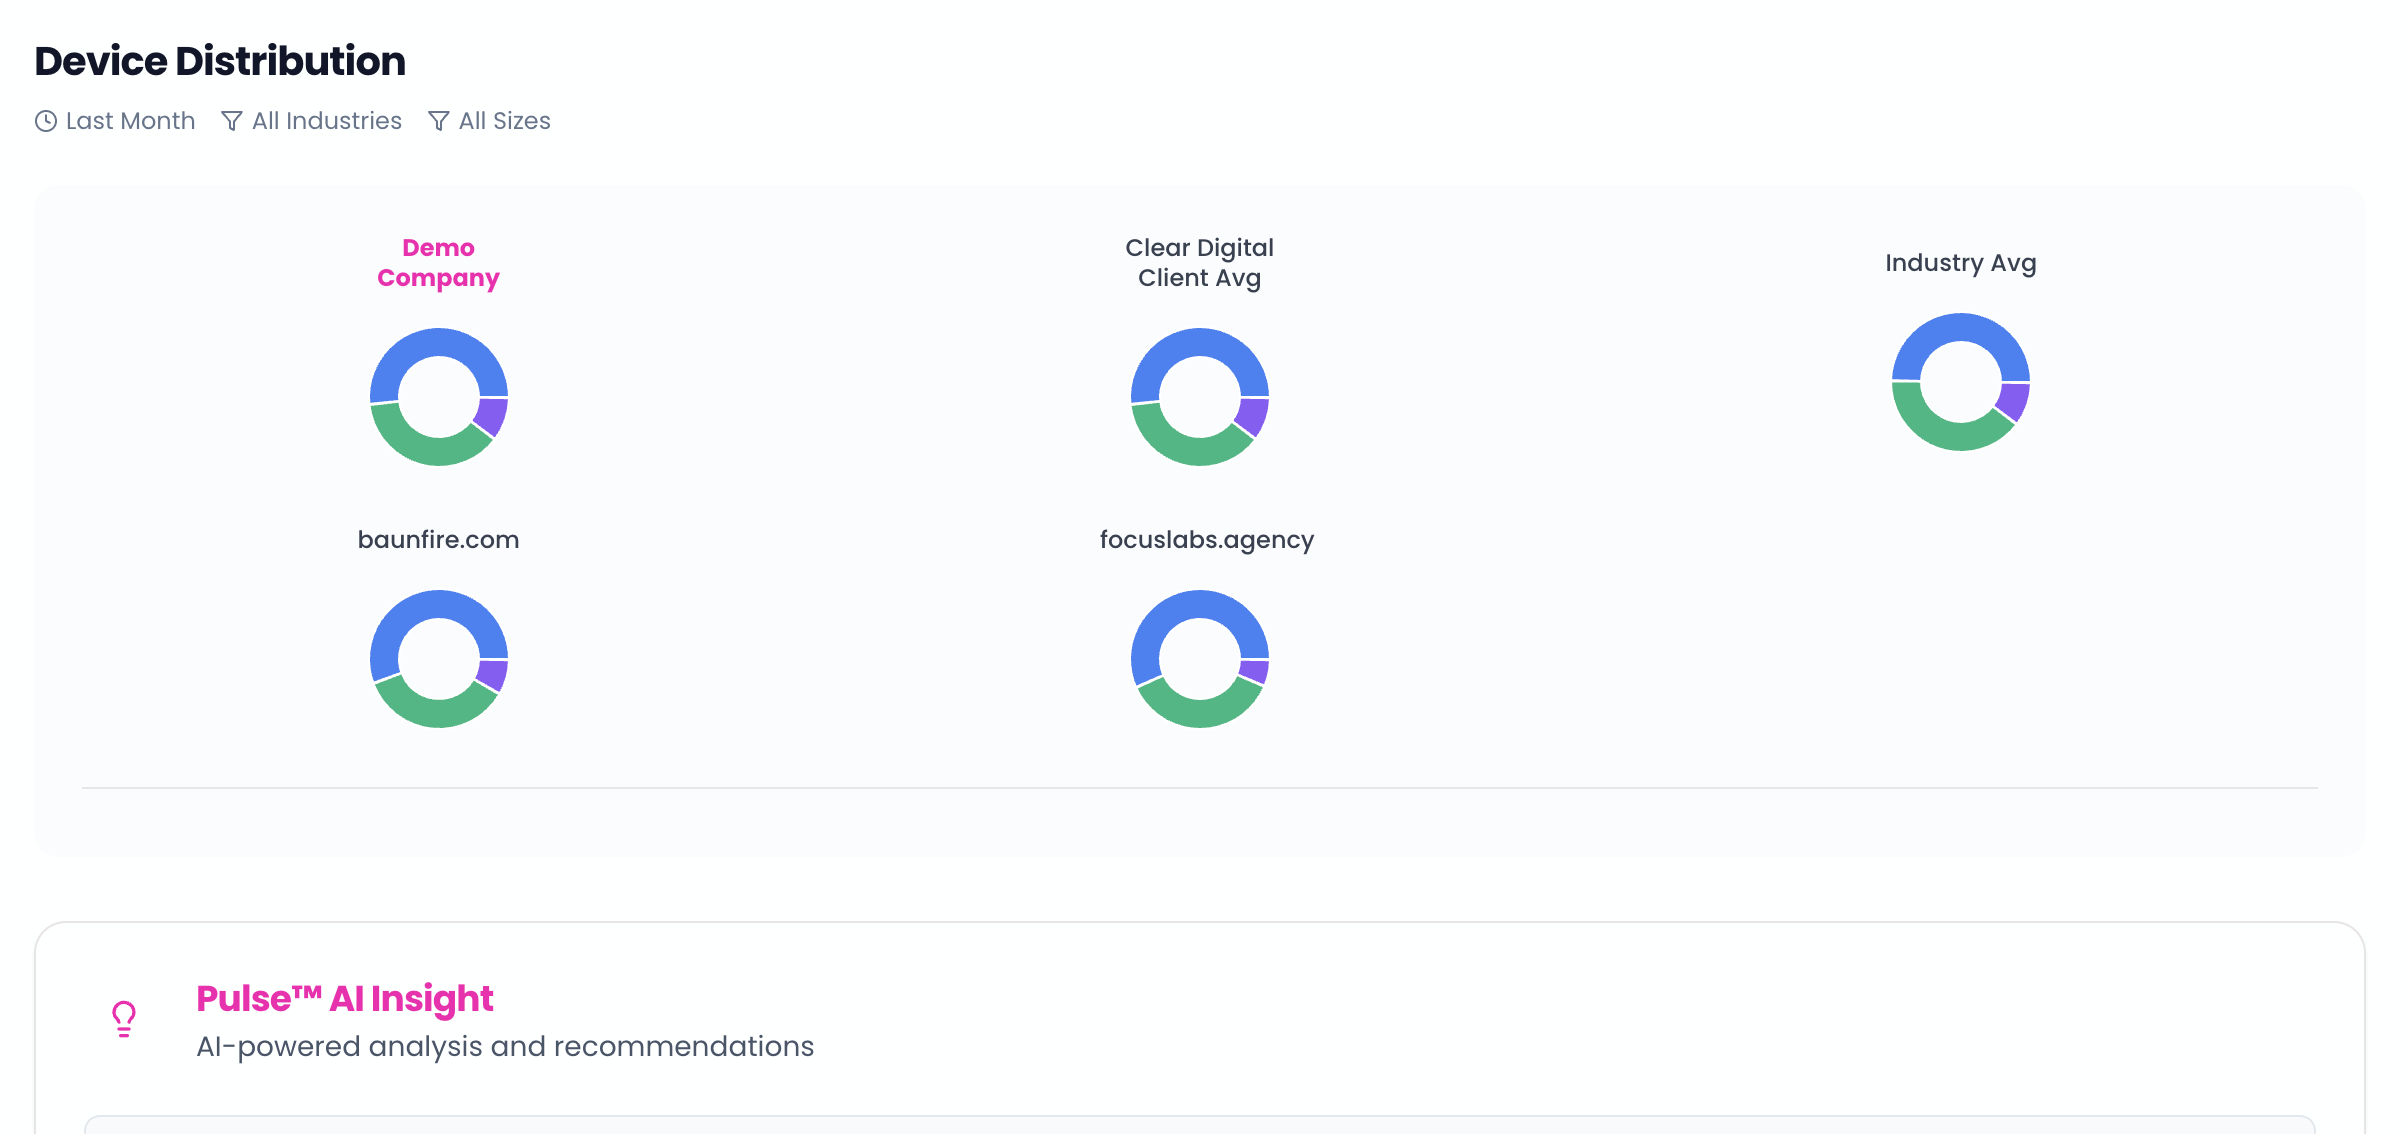 Device Distribution
Last Month All Industries All Sizes
Demo
Company
Clear Digital
Client Avg
Industry Avg
baunfire.com
focuslabs.agency
Pulse™ AI Insight
AI-powered analysis and recommendations